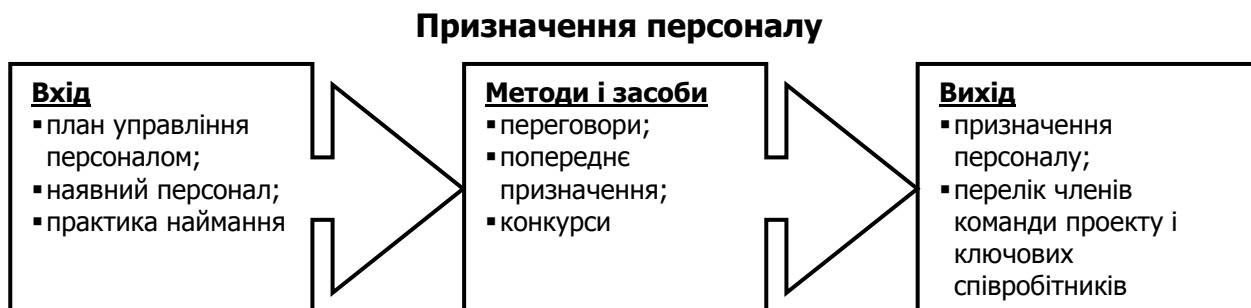 Призначення персоналу
Вхід
▪план управління
персоналом;
▪наявний персонал;
▪практика наймання
Методи і засоби
▪переговори;
▪попереднє
призначення;
▪конкурси
Вихід
▪призначення
персоналу;
▪перелік членів
команди проекту і
ключових
співробітників